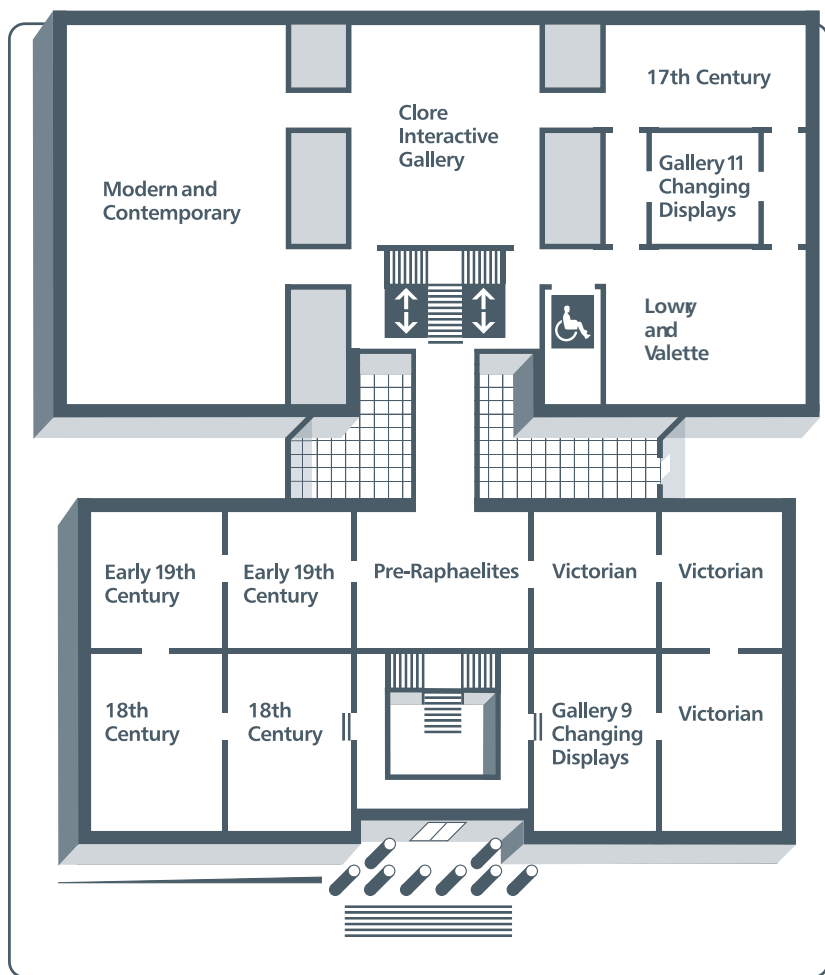 17th Century
Clore
Interactive
Gallery
Gallery 11
Changing
Displays
Modern and
Contemporary
Lowry
and
Valette
Early 19th
Century
Early 19th
Century
Pre-Raphaelites
Victorian
Victorian
18th
Century
18th
Century
Gallery 9
Changing
Displays
Victorian